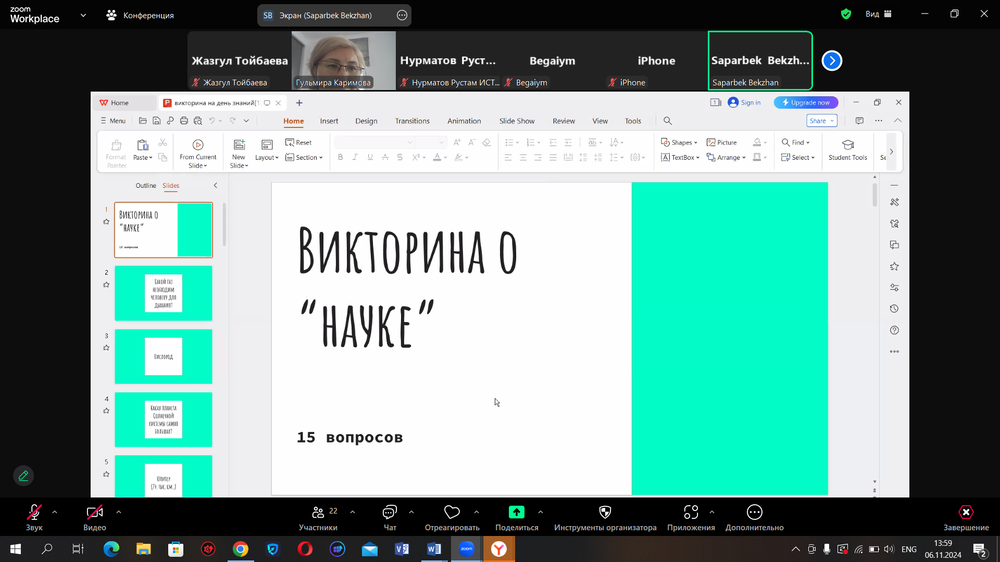 zoom
Workplace
Конференция
SB Экран (Saparbek Bekzhan)
Вид
Жазгул Тойбаева
Нурматов Руст...
Begaiym
iPhone
Saparbek Bekzh...
Жазгул Тойбаева
Гульмира Каримова
Нурматов Рустам ИСТ...
Begaiym
iPhone
Saparbek Bekzhan
Home
викторина на день знаний[1
1
Sign in
Upgrade now
Menu
Home
Insert
Design
Transitions
Animation
Slide Show
Review
View
Tools
Share
Format
Painter
Paste
From Current
Slide
New
Slide
Layout
Reset
Section
Shapes
Picture
TextBox
Arrange
Find
Select
Student Tools
Se
Outline
Slides
1
Викторина о
“науке”
15 вопросов
2
Какой газ
необходим
человеку для
дыхания?
3
Кислород
4
Какая планета
Солнечной
системы самая
большая?
5
Юпитер
(74.тыс.км.)
Викторина о
“науке”
15 вопросов
Звук
Видео
22
Участники
Чат
Отреагировать
Поделиться
Инструменты организатора
Приложения
Дополнительно
Завершение
zoom
ENG
13:59
06.11.2024
2